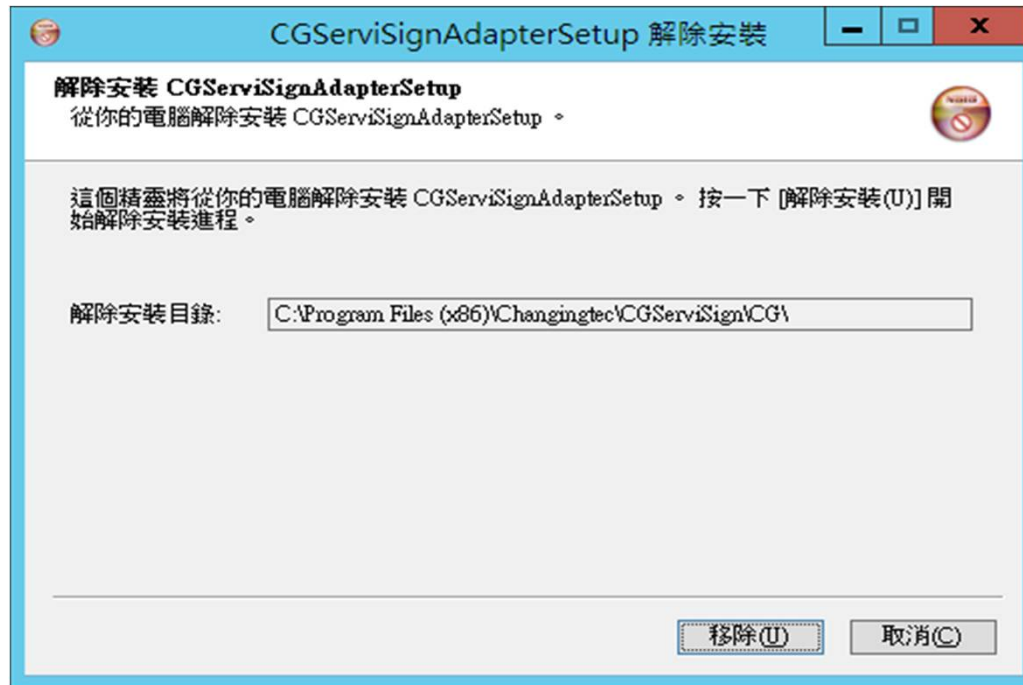 CGServiSignAdapterSetup 解除安裝
解除安裝 CGServiSignAdapterSetup
從你的電腦解除安裝 CGServiSignAdapterSetup 。
這個精靈將從你的電腦解除安裝 CGServiSignAdapterSetup 。 按一下 [解除安裝(U)] 開
始解除安裝進程。
解除安裝目錄: C:\Program Files (x86)\Changingtec\CGServiSign\CG\
移除(U) 取消(C)